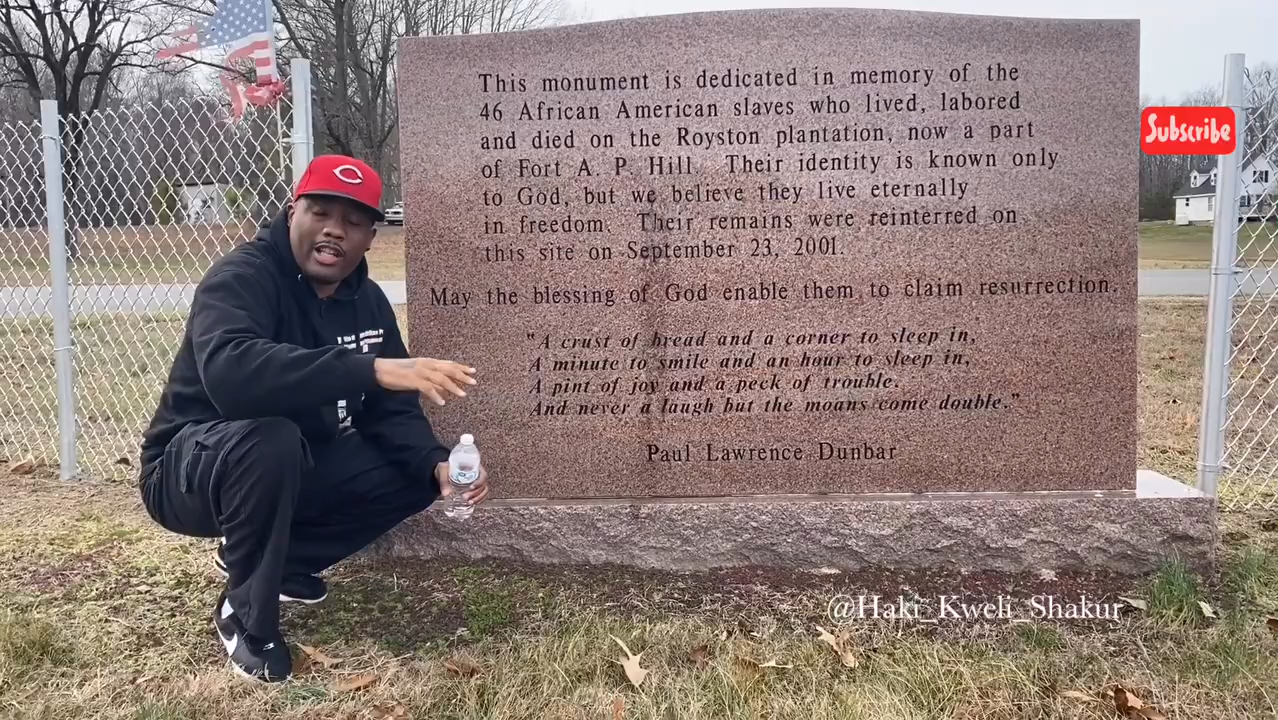 This monument is dedicated in memory of the
46 African American slaves who lived, labored
and died on the Royston plantation, now a part
of Fort A. P. Hill. Their identity is known only
to God, but we believe they live eternally
in freedom. Their remains were reinterred on
this site on September 23, 2001.
May the blessing of God enable them to claim resurrection.
"A crust of bread and a corner to sleep in,
A minute to smile and an hour to sleep in,
A pint of joy and a peck of trouble.
And never a laugh but the moans come double."
Paul Lawrence Dunbar
Subscribe
@Haki_Kweli_Shakur